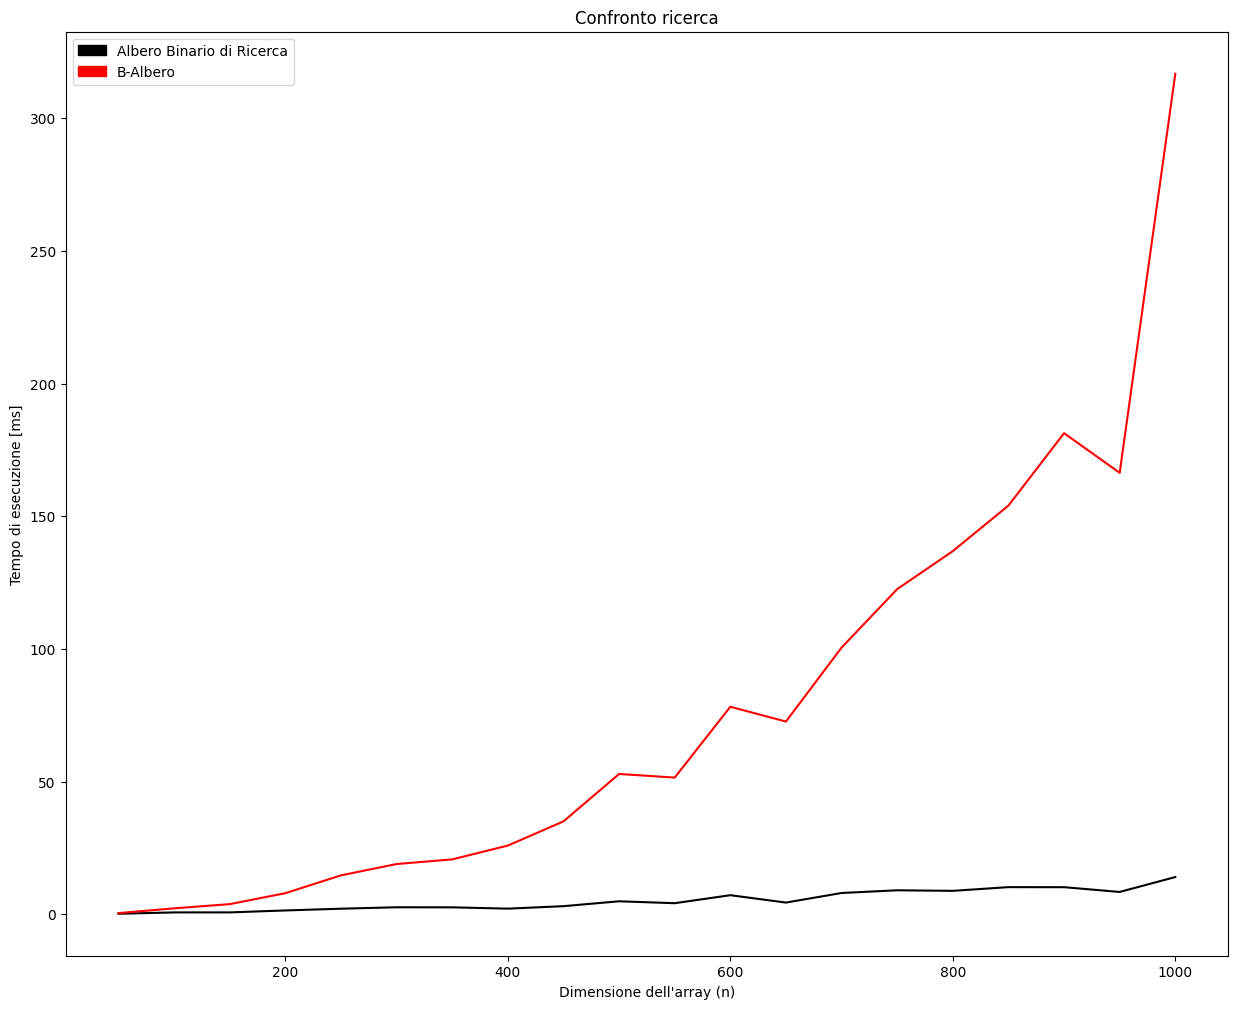 Confronto ricerca
Albero Binario di Ricerca
B-Albero
300
250
200
150
100
50
0
Tempo di esecuzione [ms]
200 400 600 800 1000
Dimensione dell'array (n)